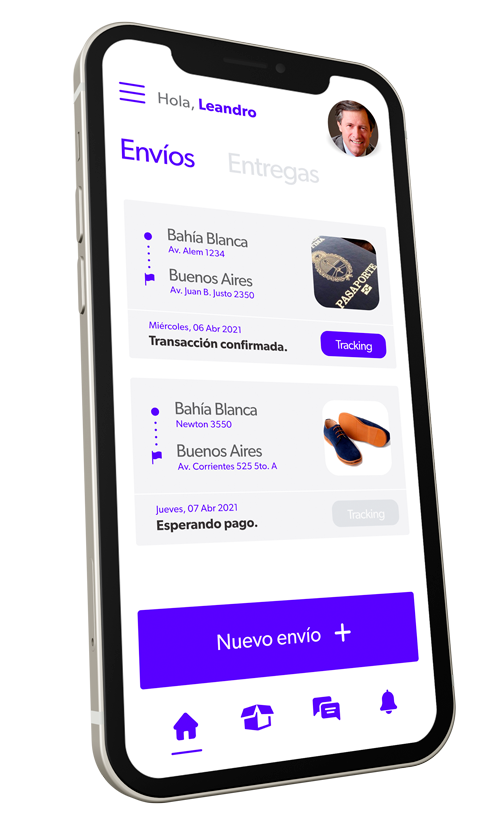 Hola, Leandro
Envíos
Entregas
Bahía Blanca
Av. Alem 1234
Buenos Aires
Av. Juan B. Justo 2350
PASAPORTE
Miércoles, 06 Abr 2021
Transacción confirmada.
Tracking
Bahía Blanca
Newton 3550
Buenos Aires
Av. Corrientes 525 5to. A
Jueves, 07 Abr 2021
Esperando pago.
Tracking
Nuevo envío +